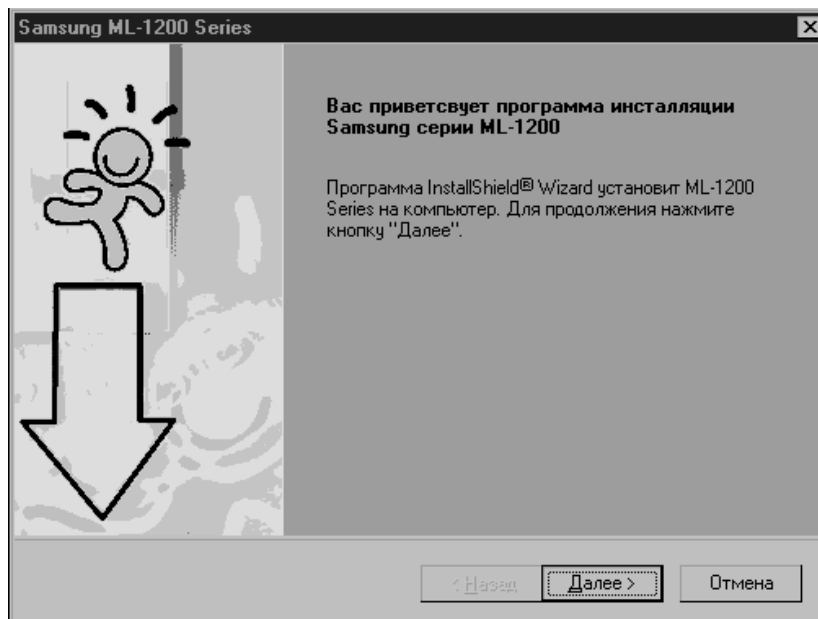 Samsung ML-1200 Series
Вас приветсвует программа инсталляции
Samsung серии ML-1200
Программа InstallShield® Wizard установит ML-1200
Series на компьютер. Для продолжения нажмите
кнопку "Далее".
< Назад Далее > Отмена